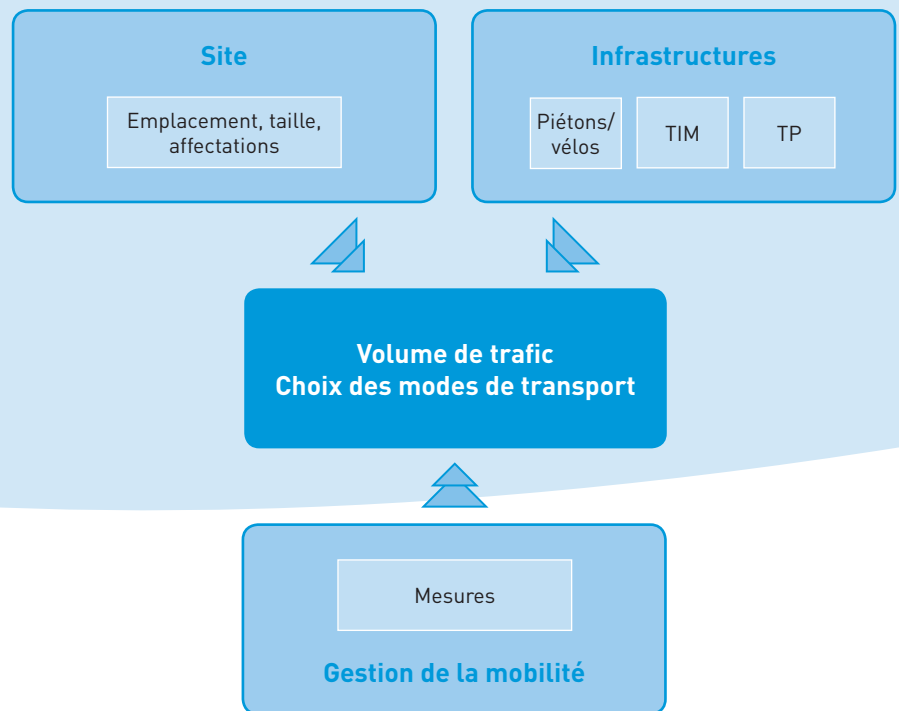 Site
Emplacement, taille,
affectations
Infrastructures
Piétons/
vélos
TIM
TP
Volume de trafic
Choix des modes de transport
Mesures
Gestion de la mobilité